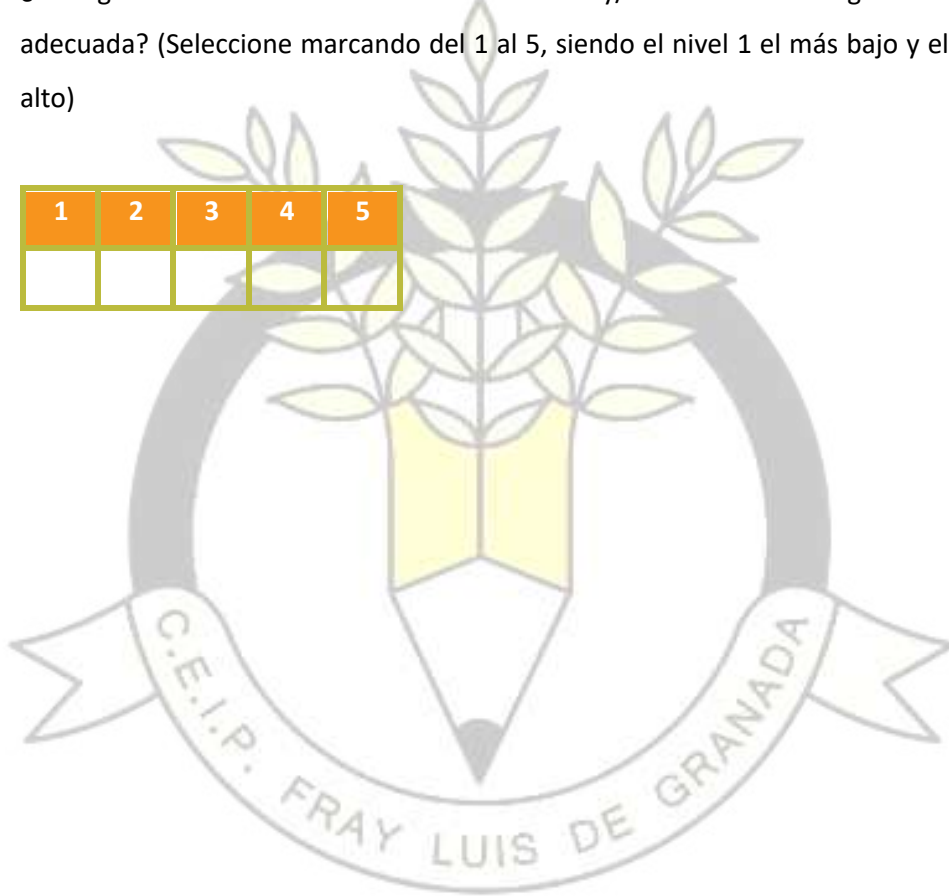 adecuada? (Seleccione marcando del 1 al 5, siendo el nivel 1 el más bajo y el
alto)
1 2 3 4 5
C.E.I.P. FRAY LUIS DE GRANADA